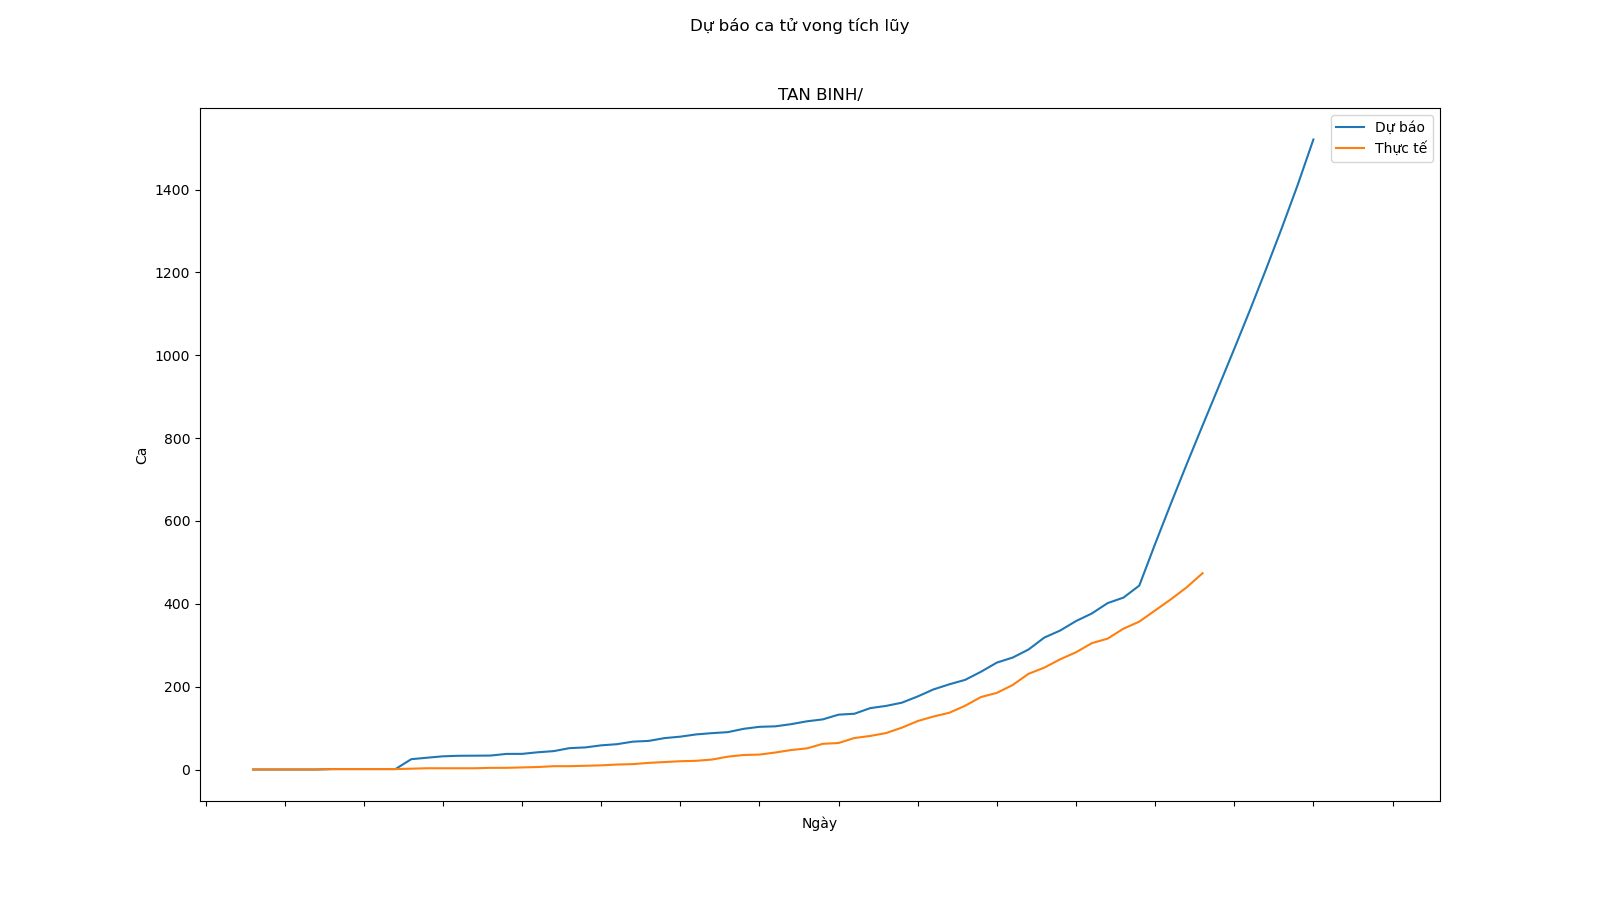 Dự báo ca tử vong tích lũy
TAN BINH/
Dự báo
Thực tế
1400
1200
1000
800
600
400
200
0
Ca
Ngày